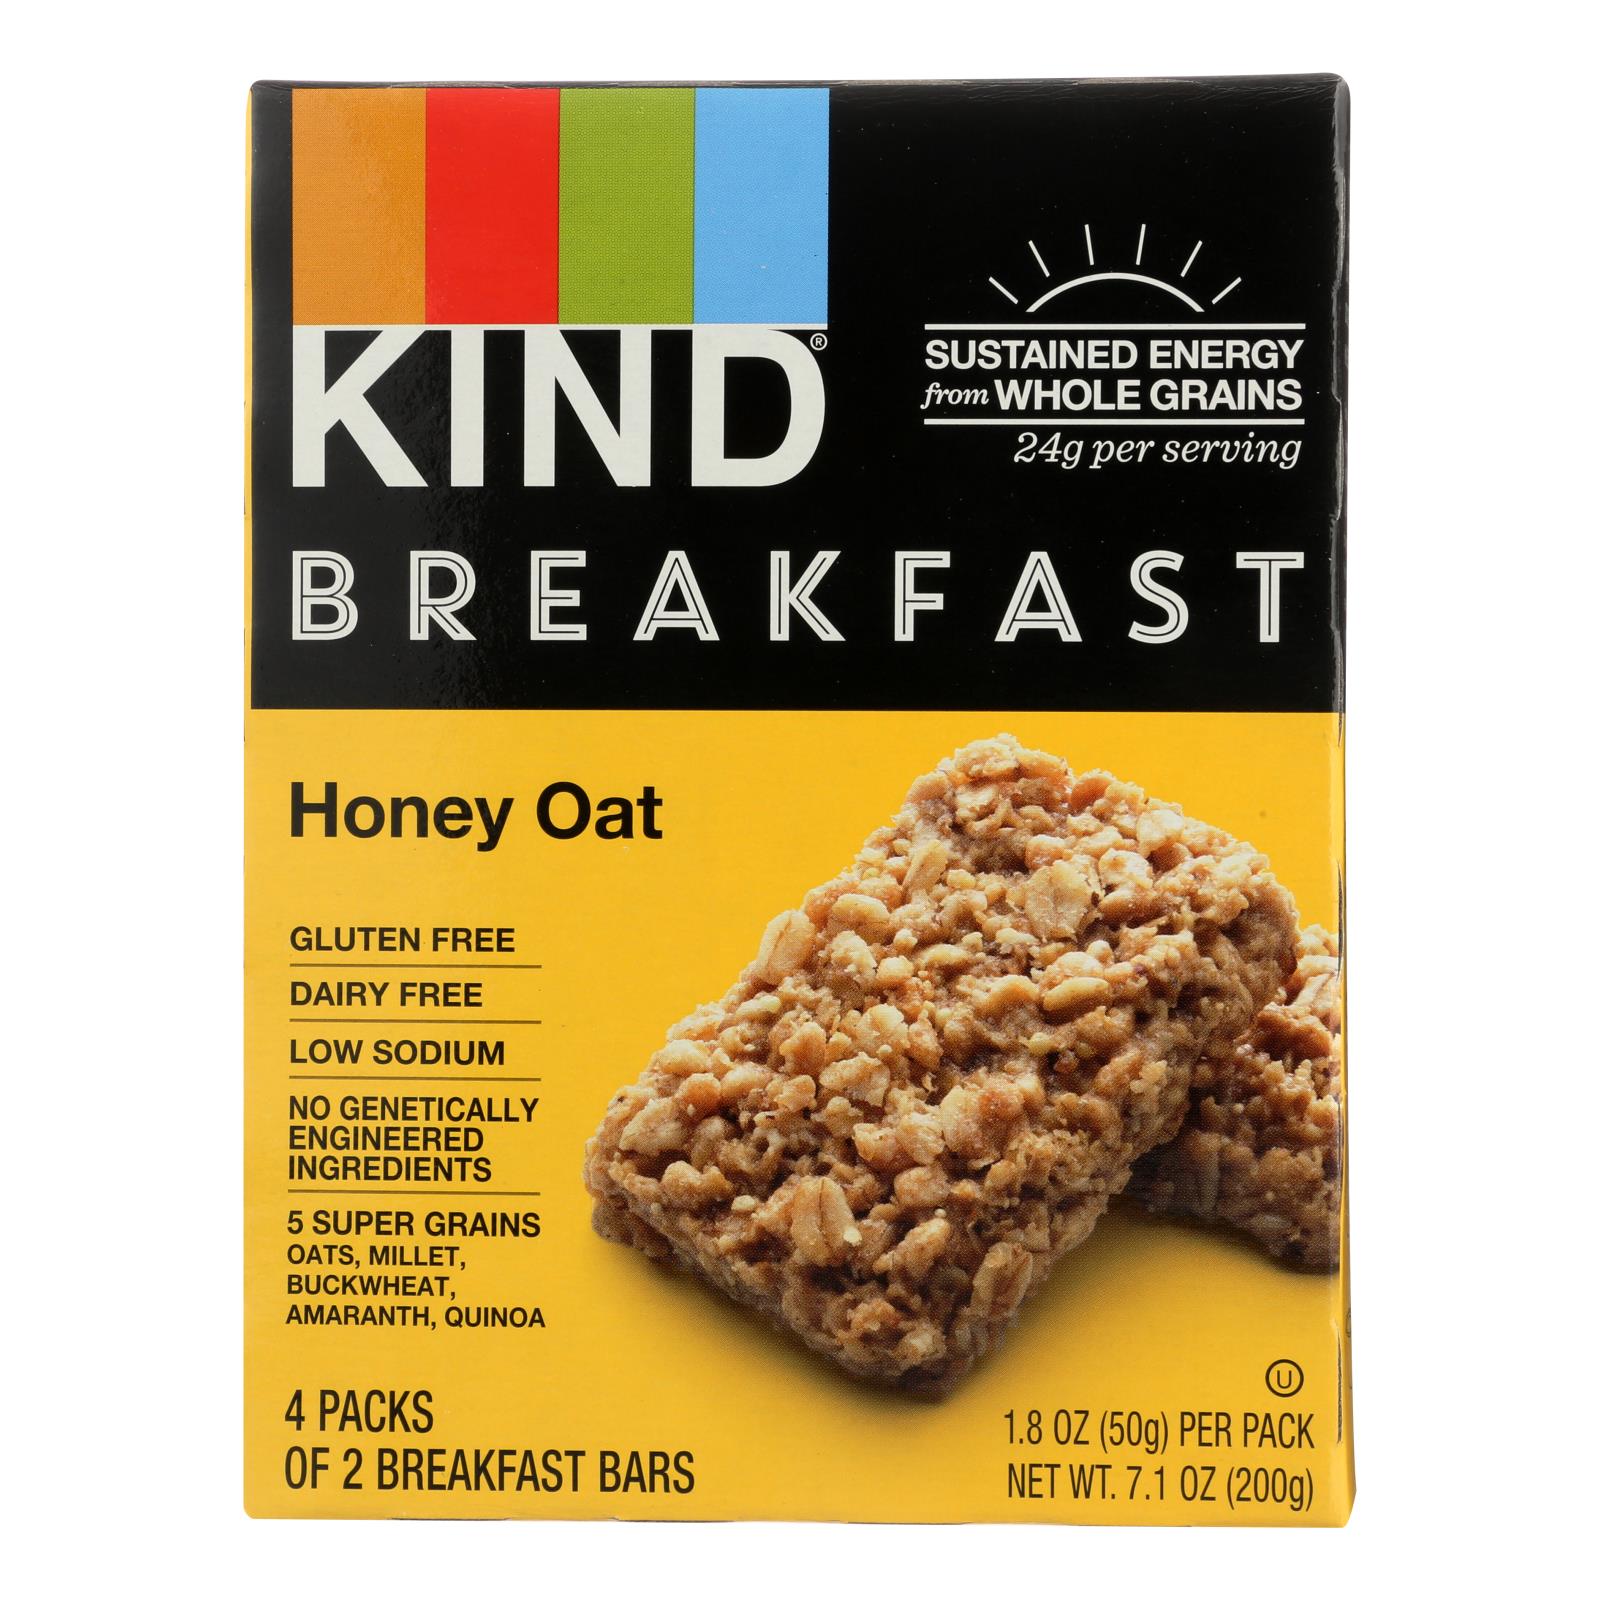 KIND®
SUSTAINED ENERGY
from WHOLE GRAINS
24g per serving
BREAKFAST
Honey Oat
GLUTEN FREE
DAIRY FREE
LOW SODIUM
NO GENETICALLY
ENGINEERED
INGREDIENTS
5 SUPER GRAINS
OATS, MILLET,
BUCKWHEAT,
AMARANTH, QUINOA
4 PACKS
OF 2 BREAKFAST BARS
U
1.8 OZ (50g) PER PACK
NET WT. 7.1 OZ (200g)